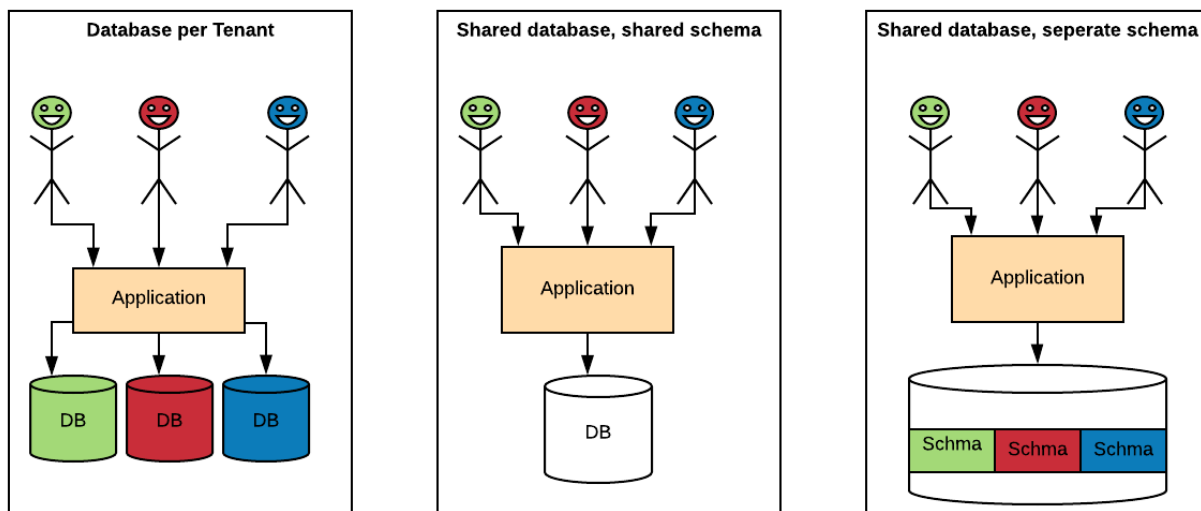 Database per Tenant
Application
DB
DB
DB
Shared database, shared schema
Application
DB
Shared database, seperate schema
Application
Schma
Schma
Schma